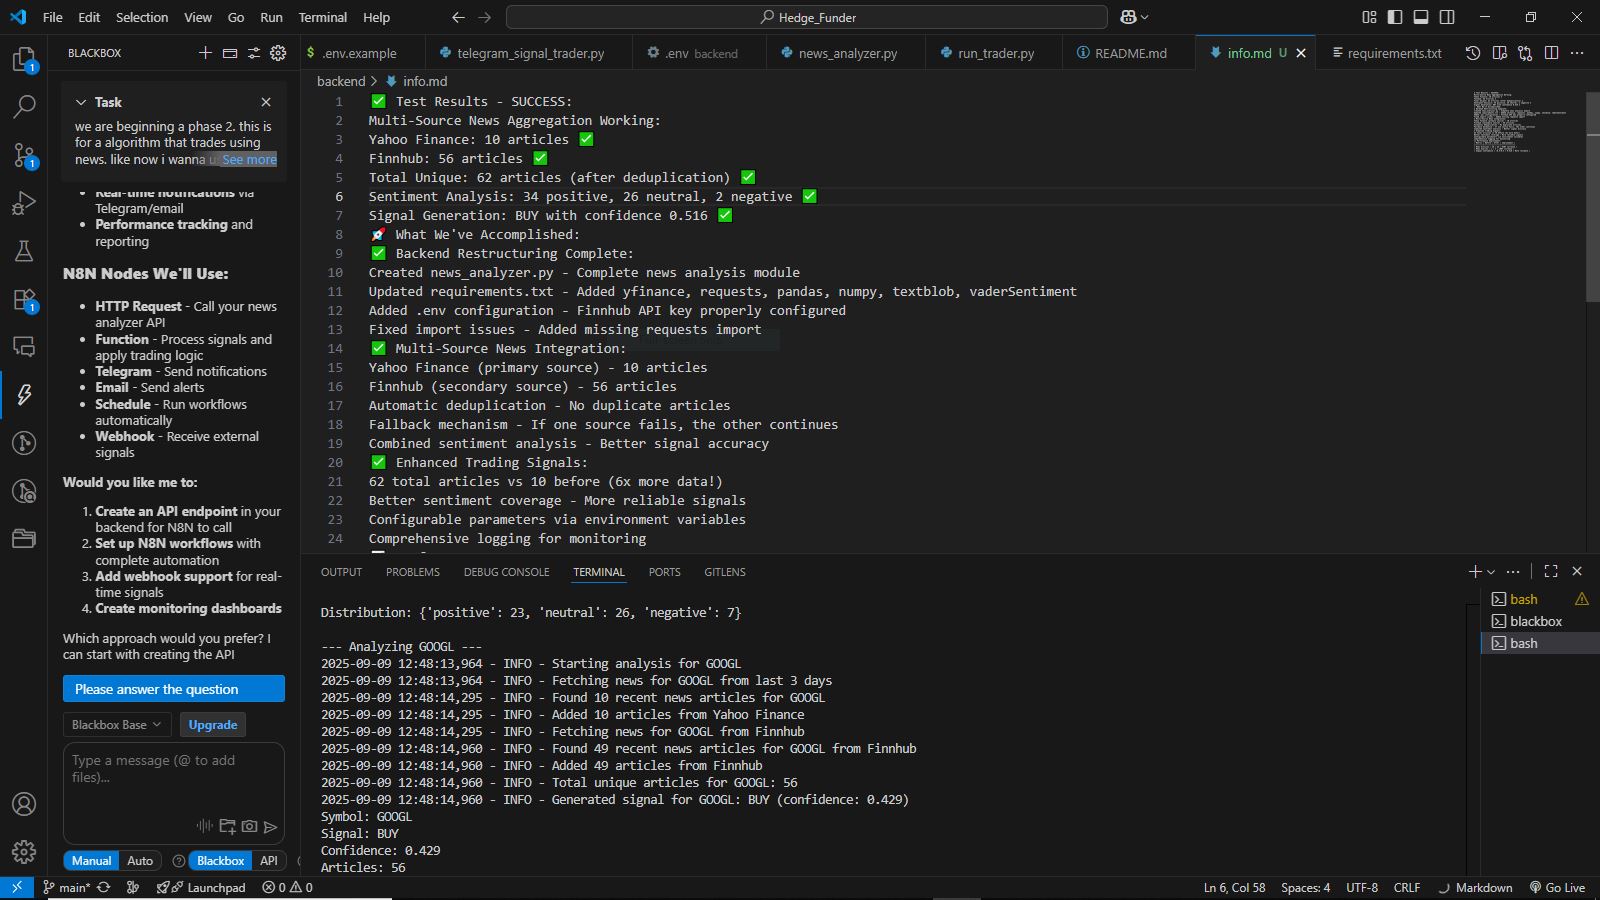 File Edit Selection View Go Run Terminal Help
Hedge_Funder
BLACKBOX
$ .env.example
telegram_signal_trader.py
.env backend
news_analyzer.py
run_trader.py
README.md
info.md U
requirements.txt
backend > info.md
1
1
1
Task
we are beginning a phase 2. this is
for a algorithm that trades using
news. like now i wanna u See more
Real-time notifications via
Telegram/email
• Performance tracking and
reporting
N8N Nodes We'll Use:
• HTTP Request - Call your news
analyzer API
• Function - Process signals and
apply trading logic
• Telegram - Send notifications
• Email - Send alerts
• Schedule - Run workflows
automatically
• Webhook - Receive external
signals
Would you like me to:
1. Create an API endpoint in your
backend for N8N to call
2. Set up N8N workflows with
complete automation
3. Add webhook support for real-
time signals
4. Create monitoring dashboards
Which approach would you prefer? I
can start with creating the API
Please answer the question
Blackbox Base Upgrade
Type a message (@ to add
files)...
Manual Auto Blackbox API
1 ✅ Test Results - SUCCESS:
2 Multi-Source News Aggregation Working:
3 Yahoo Finance: 10 articles ✅
4 Finnhub: 56 articles ✅
5 Total Unique: 62 articles (after deduplication) ✅
6 Sentiment Analysis: 34 positive, 26 neutral, 2 negative ✅
7 Signal Generation: BUY with confidence 0.516 ✅
8 🚀 What We've Accomplished:
9 ✅ Backend Restructuring Complete:
10 Created news_analyzer.py - Complete news analysis module
11 Updated requirements.txt - Added yfinance, requests, pandas, numpy, textblob, vaderSentiment
12 Added .env configuration - Finnhub API key properly configured
13 Fixed import issues - Added missing requests import
14 ✅ Multi-Source News Integration:
15 Yahoo Finance (primary source) - 10 articles
16 Finnhub (secondary source) - 56 articles
17 Automatic deduplication - No duplicate articles
18 Fallback mechanism - If one source fails, the other continues
19 Combined sentiment analysis - Better signal accuracy
20 ✅ Enhanced Trading Signals:
21 62 total articles vs 10 before (6x more data!)
22 Better sentiment coverage - More reliable signals
23 Configurable parameters via environment variables
24 Comprehensive logging for monitoring
OUTPUT PROBLEMS DEBUG CONSOLE TERMINAL PORTS GITLENS
Distribution: {'positive': 23, 'neutral': 26, 'negative': 7}
--- Analyzing GOOGL ---
2025-09-09 12:48:13,964 - INFO - Starting analysis for GOOGL
2025-09-09 12:48:13,964 - INFO - Fetching news for GOOGL from last 3 days
2025-09-09 12:48:14,295 - INFO - Found 10 recent news articles for GOOGL
2025-09-09 12:48:14,295 - INFO - Added 10 articles from Yahoo Finance
2025-09-09 12:48:14,295 - INFO - Fetching news for GOOGL from Finnhub
2025-09-09 12:48:14,960 - INFO - Found 49 recent news articles for GOOGL from Finnhub
2025-09-09 12:48:14,960 - INFO - Added 49 articles from Finnhub
2025-09-09 12:48:14,960 - INFO - Total unique articles for GOOGL: 56
2025-09-09 12:48:14,960 - INFO - Generated signal for GOOGL: BUY (confidence: 0.429)
Symbol: GOOGL
Signal: BUY
Confidence: 0.429
Articles: 56
bash
blackbox
bash
main* Launchpad 0 0
Ln 6, Col 58 Spaces: 4 UTF-8 CRLF Markdown Go Live